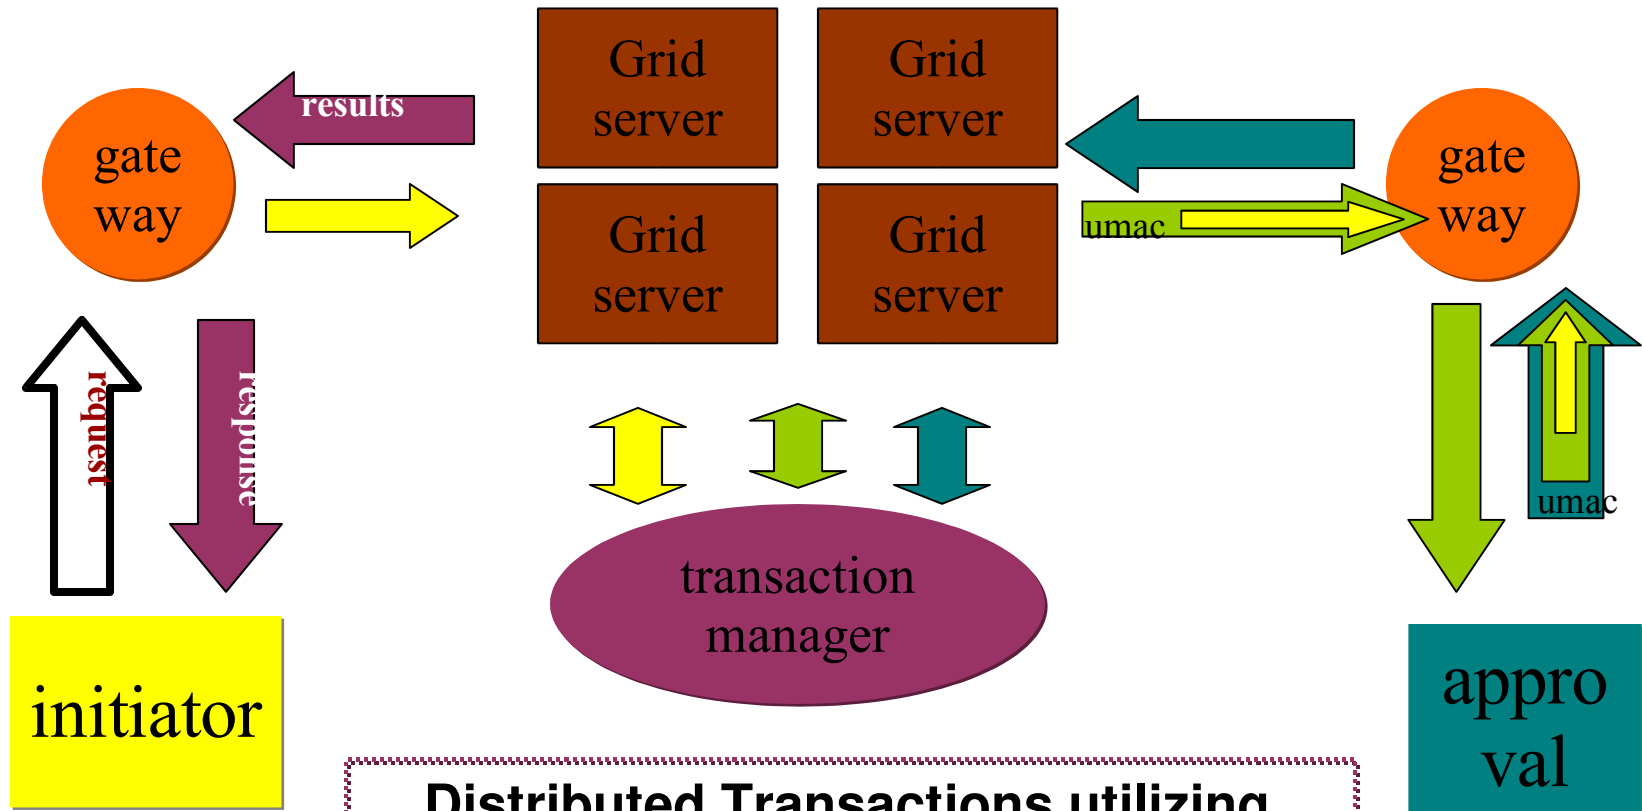 Grid
server
Grid
server
results
gate
way
gate
way
Grid
server
Grid
server
umac
request
response
umac
transaction
manager
initiator
appro
val
Distributed Transactions utilizing